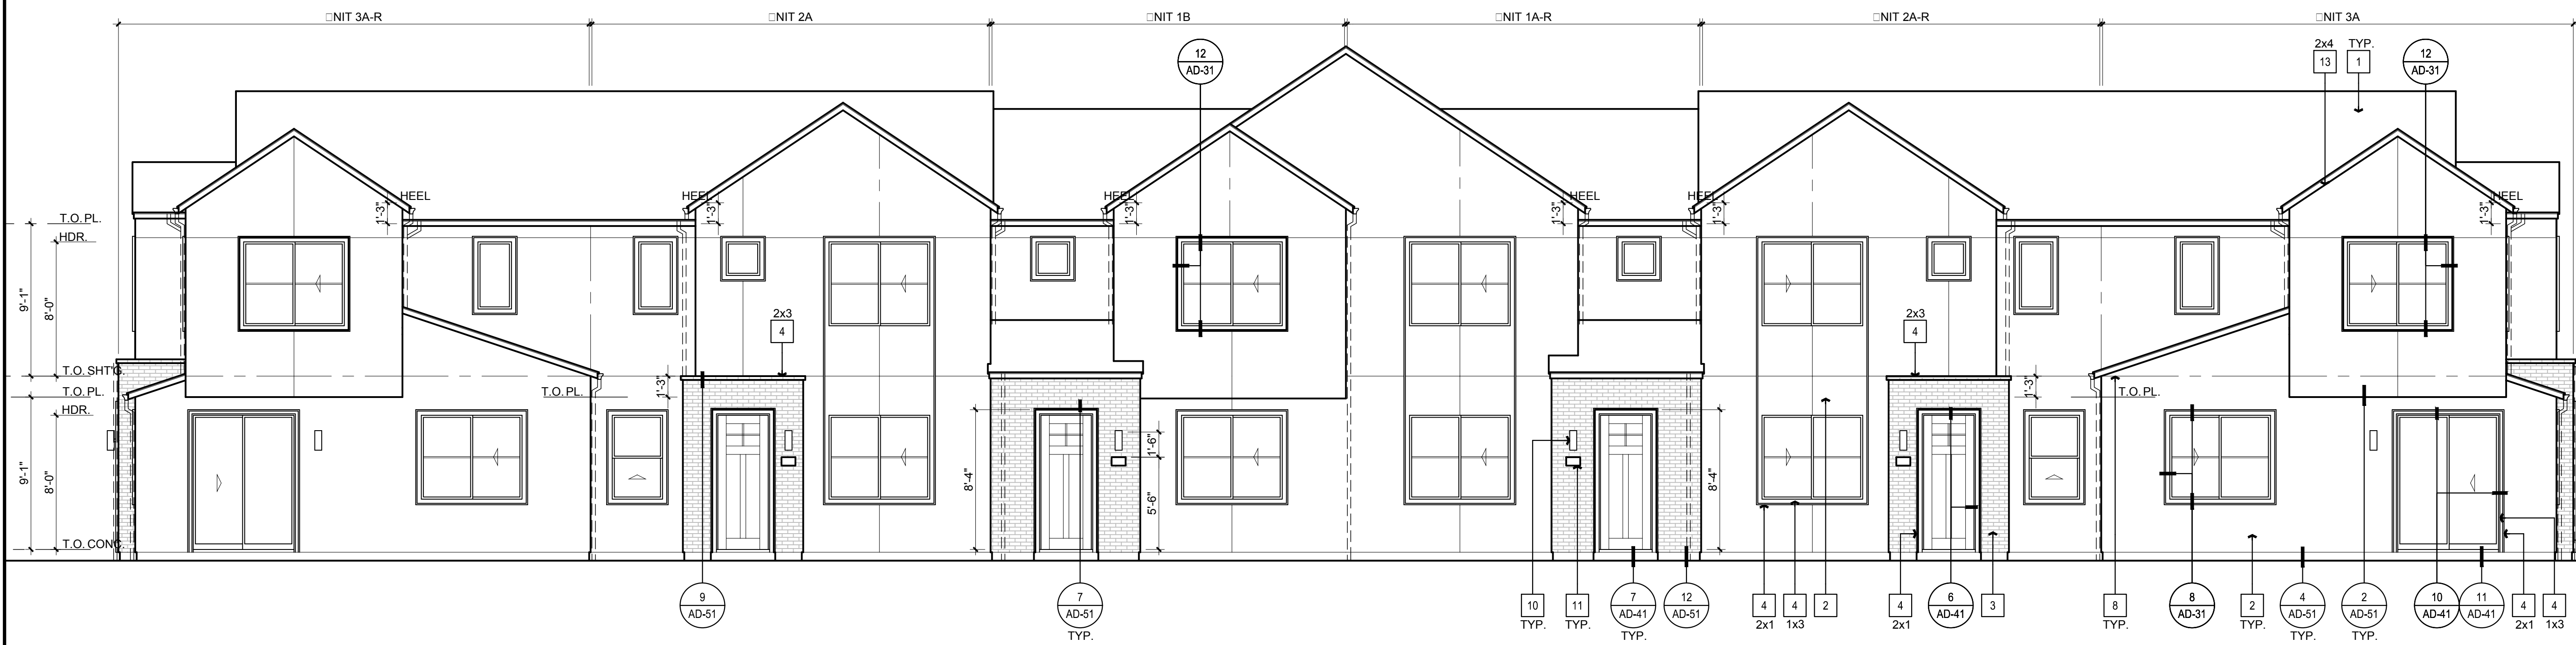 □NIT 3A-R
□NIT 2A
□NIT 1B
□NIT 1A-R
□NIT 2A-R
□NIT 3A
12
AD-31
2x4
13
TYP.
1
12
AD-31
HEEL
HEEL
HEEL
HEEL
HEEL
HEEL
1'-3"
1'-3"
1'-3"
1'-3"
1'-3"
1'-3"
T.O. PL.
HDR.
9'-1"
8'-0"
2x3
4
2x3
4
T.O. SHT'G.
T.O. PL.
T.O. PL.
1'-3"
1'-3"
T.O. PL.
HDR.
9'-1"
8'-0"
8'-4"
1'-6"
5'-6"
8'-4"
T.O. CONC.
9
AD-51
7
AD-51
TYP.
10
TYP.
11
TYP.
7
AD-41
TYP.
12
AD-51
4
2x1
4
1x3
2
4
2x1
6
AD-41
3
8
TYP.
8
AD-31
2
TYP.
4
AD-51
TYP.
2
AD-51
TYP.
10
AD-41
11
AD-41
4
2x1
4
1x3